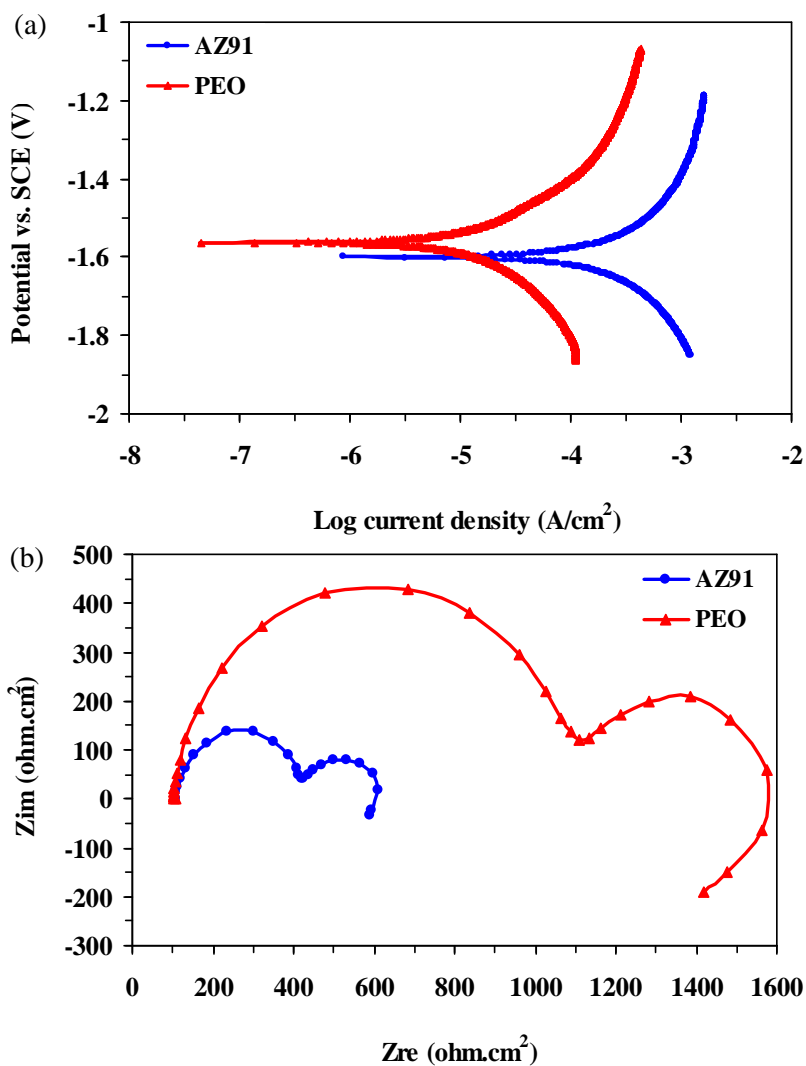 (a)
-1
-1.2
-1.4
-1.6
-1.8
-2
Potential vs. SCE (V)
AZ91
PEO
-8 -7 -6 -5 -4 -3 -2
Log current density (A/cm²)
(b)
500
400
300
200
100
0
-100
-200
-300
Zim (ohm.cm²)
AZ91
PEO
0 200 400 600 800 1000 1200 1400 1600
Zre (ohm.cm²)